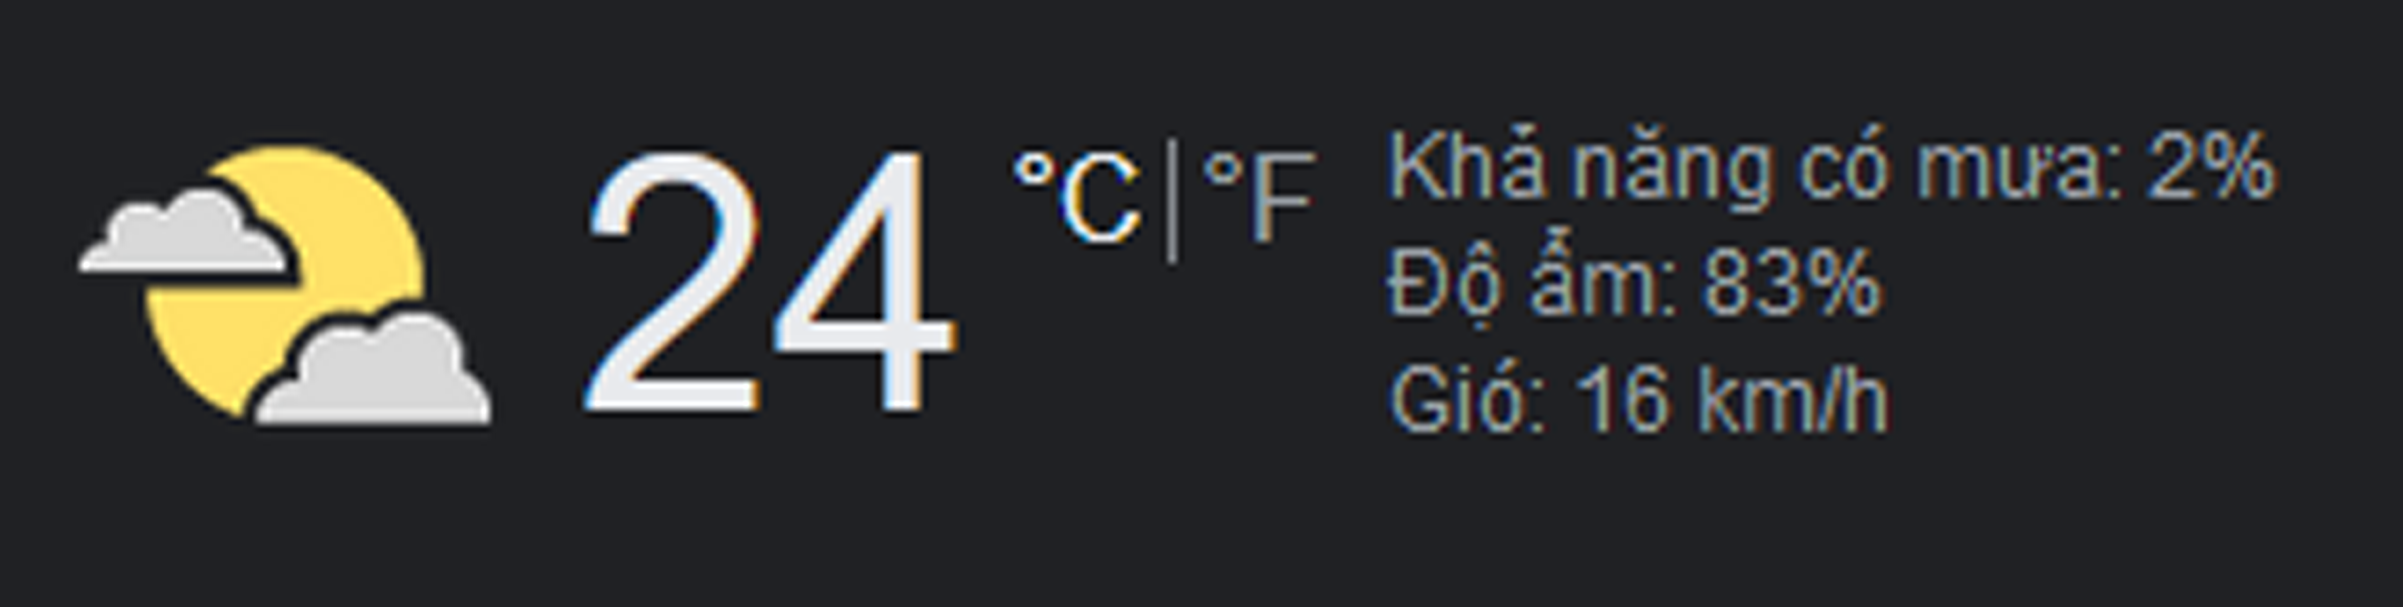 24 °C|°F
Khả năng có mưa: 2%
Độ ẩm: 83%
Gió: 16 km/h